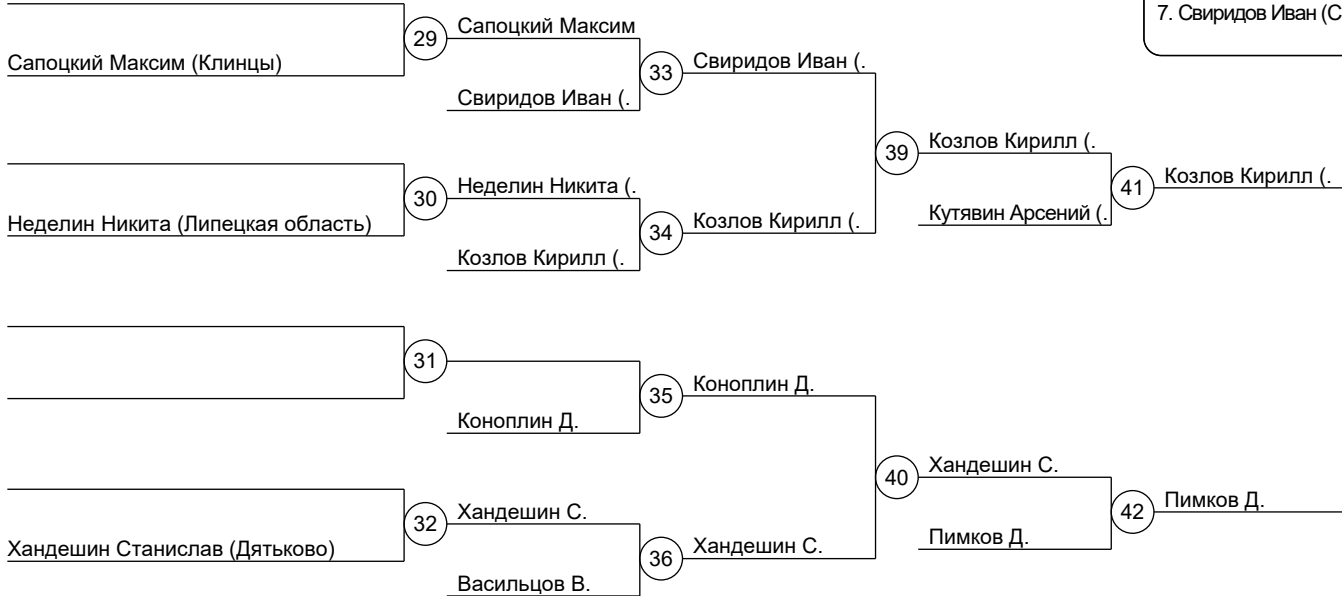 7. Свиридов Иван (С
29
Сапоцкий Максим (Клинцы)
Сапоцкий Максим
33
Свиридов Иван (.
Свиридов Иван (.
39
Козлов Кирилл (.
30
Неделин Никита (Липецкая область)
Неделин Никита (.
34
Козлов Кирилл (.
Козлов Кирилл (.
41
Кутявин Арсений (.
Козлов Кирилл (.
31
35
Коноплин Д.
Коноплин Д.
40
Хандешин С.
32
Хандешин Станислав (Дятьково)
Хандешин С.
36
Васильцов В.
Хандешин С.
42
Пимков Д.
Пимков Д.